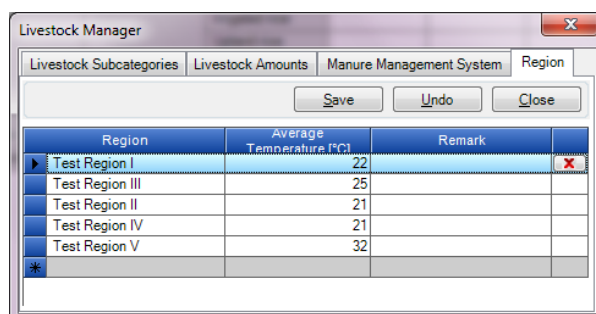 Livestock Manager
Livestock Subcategories Livestock Amounts Manure Management System Region
Save Undo Close
Region Average Temperature [°C] Remark
Test Region I 22
Test Region III 25
Test Region II 21
Test Region IV 21
Test Region V 32